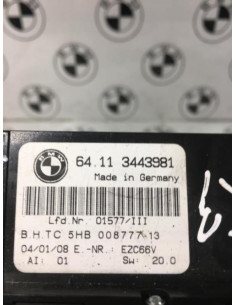 BMW
64.11 3443981
Made in Germany
Lfd.Nr. 01577/III
B.H.TC 5HB 008777-13
04/01/08 E.-NR.: EZC66V
AI: 01 SW: 20.0